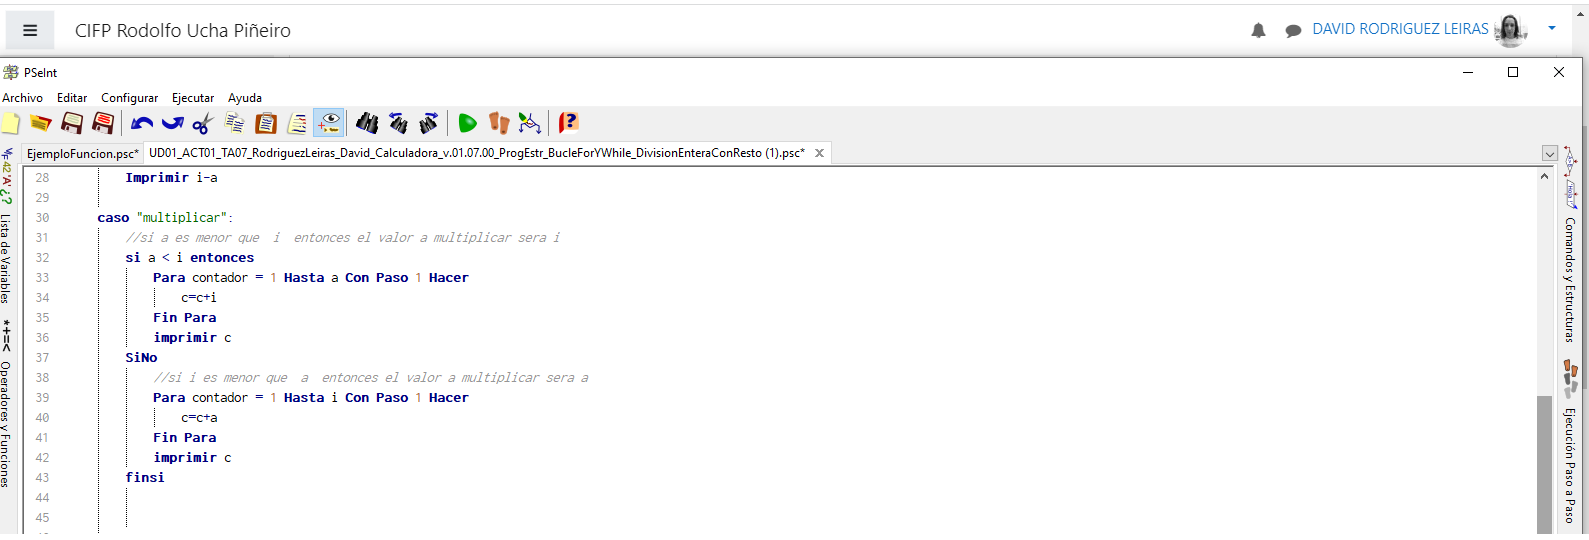 CIFP Rodolfo Ucha Piñeiro
DAVID RODRIGUEZ LEIRAS
PSeInt
Archivo Editar Configurar Ejecutar Ayuda
EjemploFuncion.psc* UD01_ACT01_TA07_RodriguezLeiras_David_Calculadora_v.01.07.00_ProgEstr_BucleForYWhile_DivisionEnteraConResto (1).psc*
28 Imprimir i-a
29
30 caso "multiplicar":
31 //si a es menor que  i  entonces el valor a multiplicar sera i
32 si a < i entonces
33 Para contador = 1 Hasta a Con Paso 1 Hacer
34 c=c+i
35 Fin Para
36 imprimir c
37 SiNo
38 //si i es menor que  a  entonces el valor a multiplicar sera a
39 Para contador = 1 Hasta i Con Paso 1 Hacer
40 c=c+a
41 Fin Para
42 imprimir c
43 finsi
44
45
Lista de Variables
*+=<
Operadores y Funciones
Comandos y Estructuras
Ejecución Paso a Paso